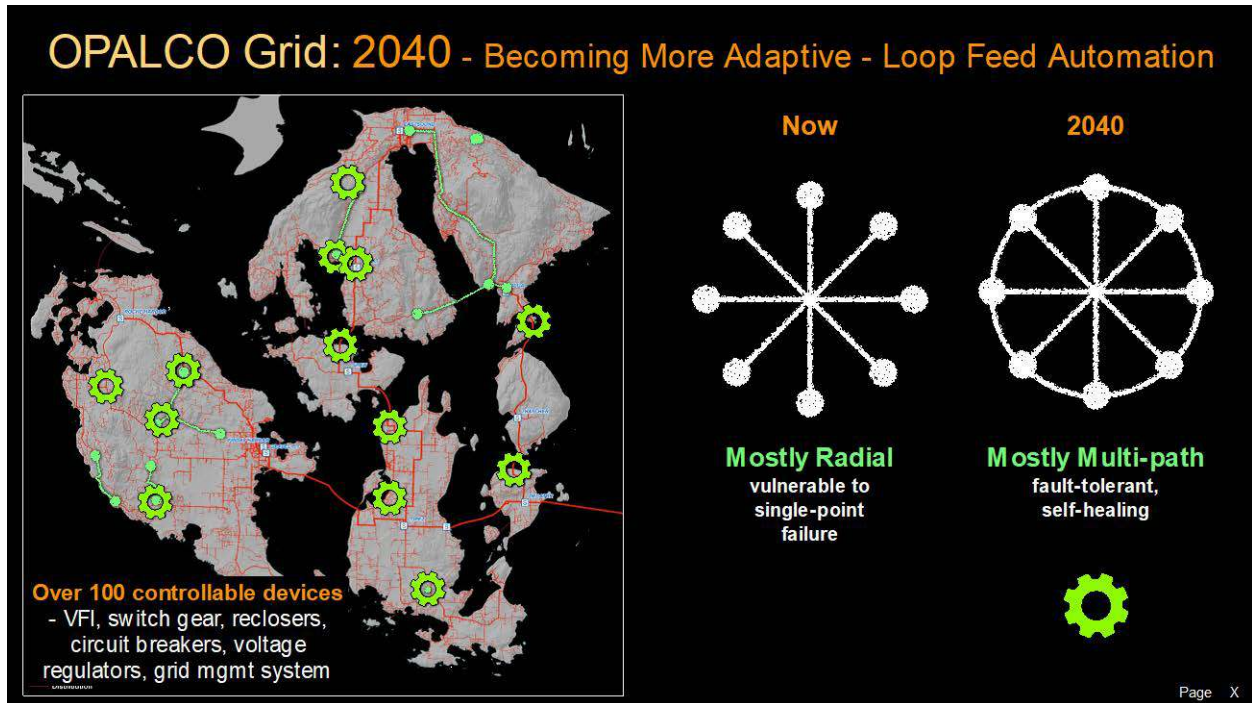 OPALCO Grid: 2040 - Becoming More Adaptive - Loop Feed Automation
Now
2040
Mostly Radial
vulnerable to
single-point
failure
Mostly Multi-path
fault-tolerant,
self-healing
Over 100 controllable devices
- VFI, switch gear, reclosers,
circuit breakers, voltage
regulators, grid mgmt system
Distribution
Page X